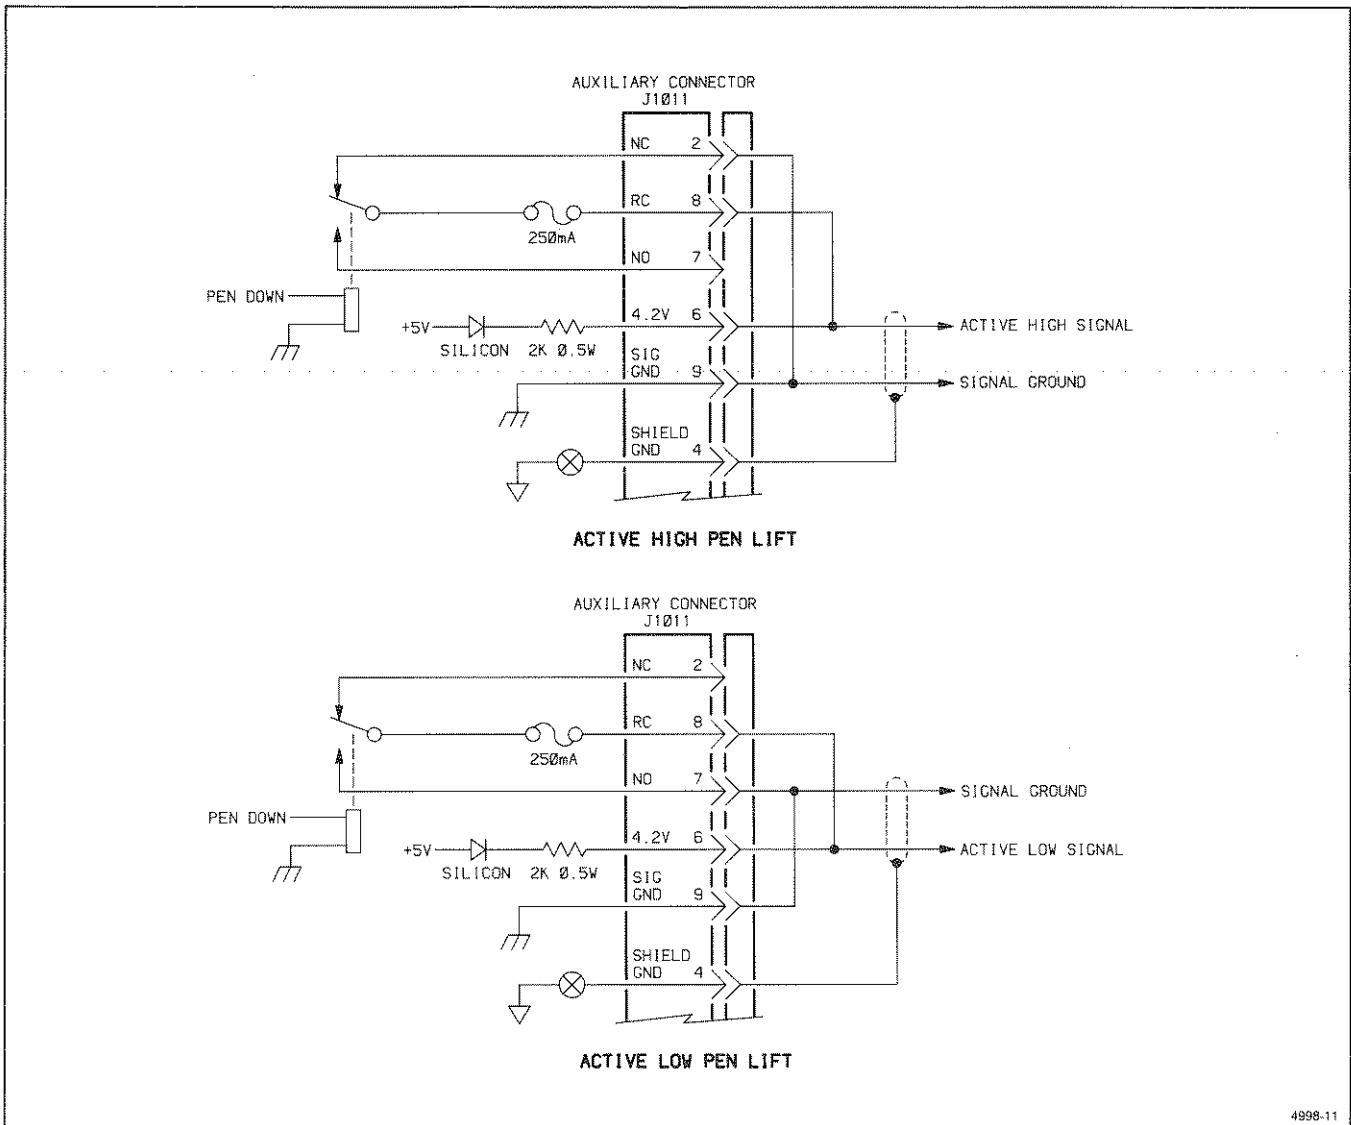 AUXILIARY CONNECTOR
J1Ø11
NC 2
RC 8
250mA
NO 7
PEN DOWN
+5V
SILICON
2K Ø.5W
4.2V 6
ACTIVE HIGH SIGNAL
SIG
GND 9
SIGNAL GROUND
SHIELD
GND 4
ACTIVE HIGH PEN LIFT
AUXILIARY CONNECTOR
J1Ø11
NC 2
RC 8
250mA
NO 7
SIGNAL GROUND
PEN DOWN
+5V
SILICON
2K Ø.5W
4.2V 6
ACTIVE LOW SIGNAL
SIG
GND 9
SHIELD
GND 4
ACTIVE LOW PEN LIFT
4998-11